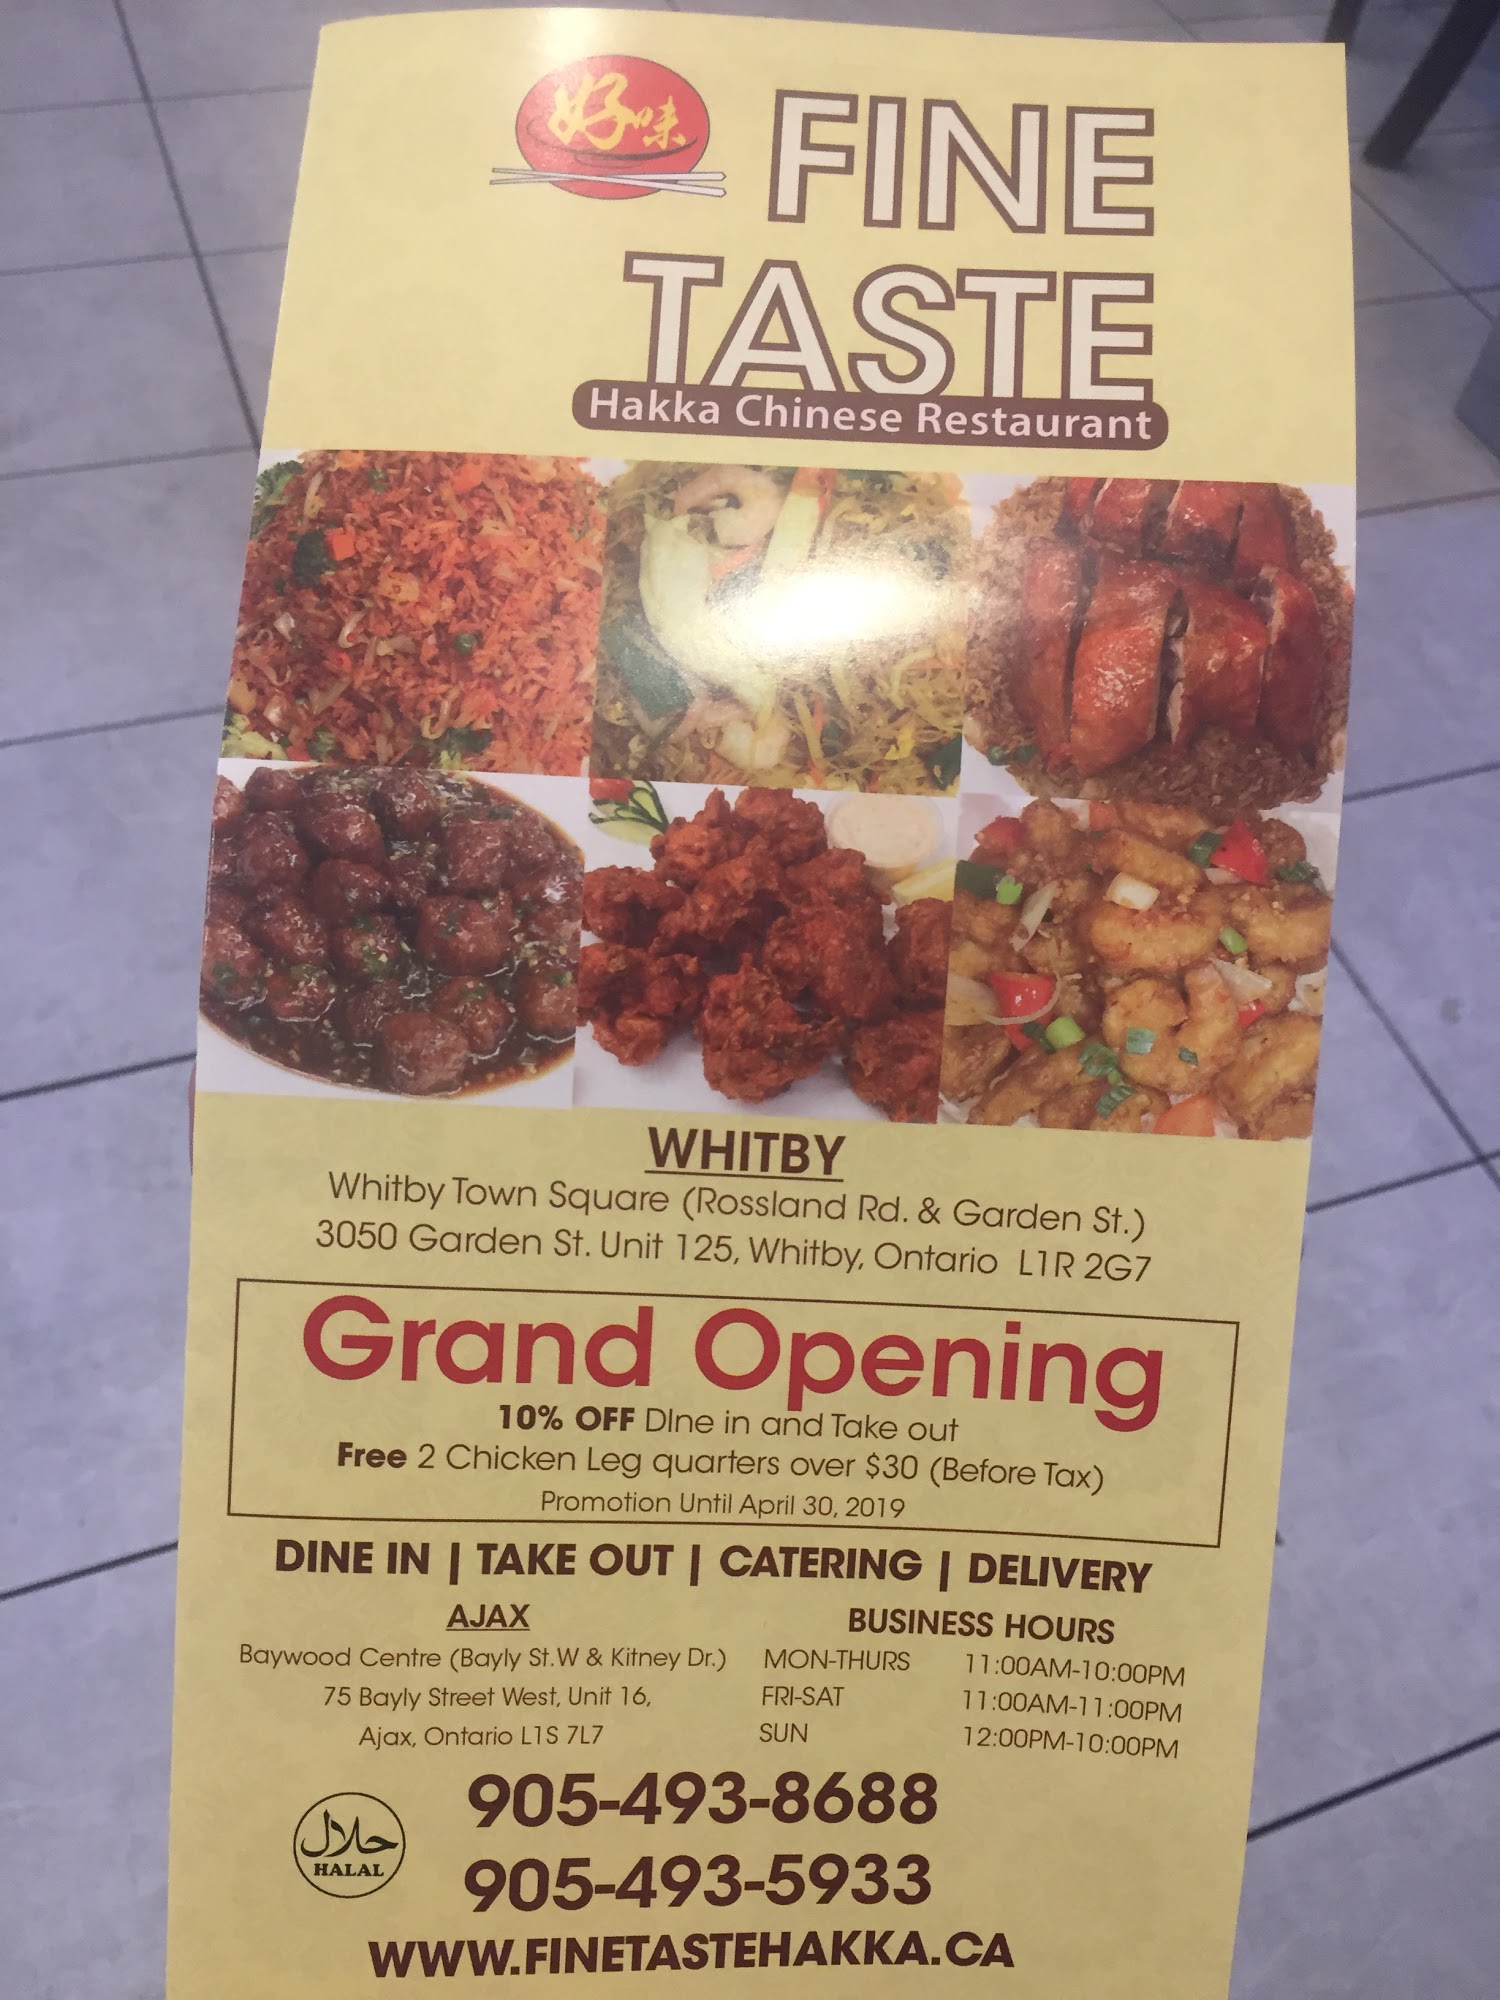 好味
FINE
TASTE
Hakka Chinese Restaurant
WHITBY
Whitby Town Square (Rossland Rd. & Garden St.)
3050 Garden St. Unit 125, Whitby, Ontario L1R 2G7
Grand Opening
10% OFF DIne in and Take out
Free 2 Chicken Leg quarters over $30 (Before Tax)
Promotion Until April 30, 2019
DINE IN | TAKE OUT | CATERING | DELIVERY
AJAX
Baywood Centre (Bayly St.W & Kitney Dr.)
75 Bayly Street West, Unit 16,
Ajax, Ontario L1S 7L7
BUSINESS HOURS
MON-THURS 11:00AM-10:00PM
FRI-SAT 11:00AM-11:00PM
SUN 12:00PM-10:00PM
905-493-8688
905-493-5933
حلال
HALAL
WWW.FINETASTEHAKKA.CA